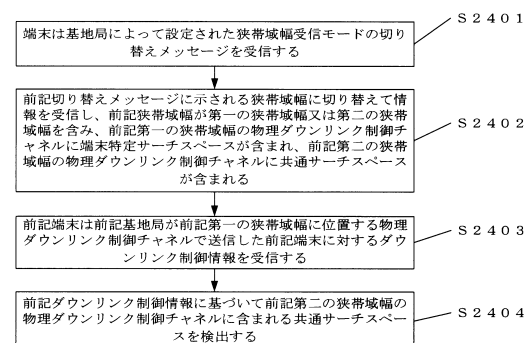 端末は基地局によって設定された狭帯域幅受信モードの切り
替えメッセージを受信する
S2401
前記切り替えメッセージに示される狭帯域幅に切り替えて情
報を受信し、前記狭帯域幅が第一の狭帯域幅又は第二の狭帯
域幅を含み、前記第一の狭帯域幅の物理ダウンリンク制御チ
ャネルに端末特定サーチスペースが含まれ、前記第二の狭帯
域幅の物理ダウンリンク制御チャネルに共通サーチスペース
が含まれる
S2402
前記端末は前記基地局が前記第一の狭帯域幅に位置する物理
ダウンリンク制御チャネルで送信した前記端末に対するダウ
ンリンク制御情報を受信する
S2403
前記ダウンリンク制御情報に基づいて前記第二の狭帯域幅の
物理ダウンリンク制御チャネルに含まれる共通サーチスペー
スを検出する
S2404